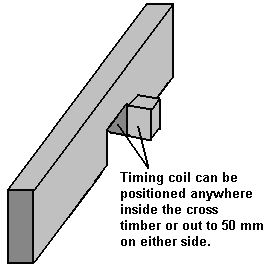 Timing coil can be
positioned anywhere
inside the cross
timber or out to 50 mm
on either side.